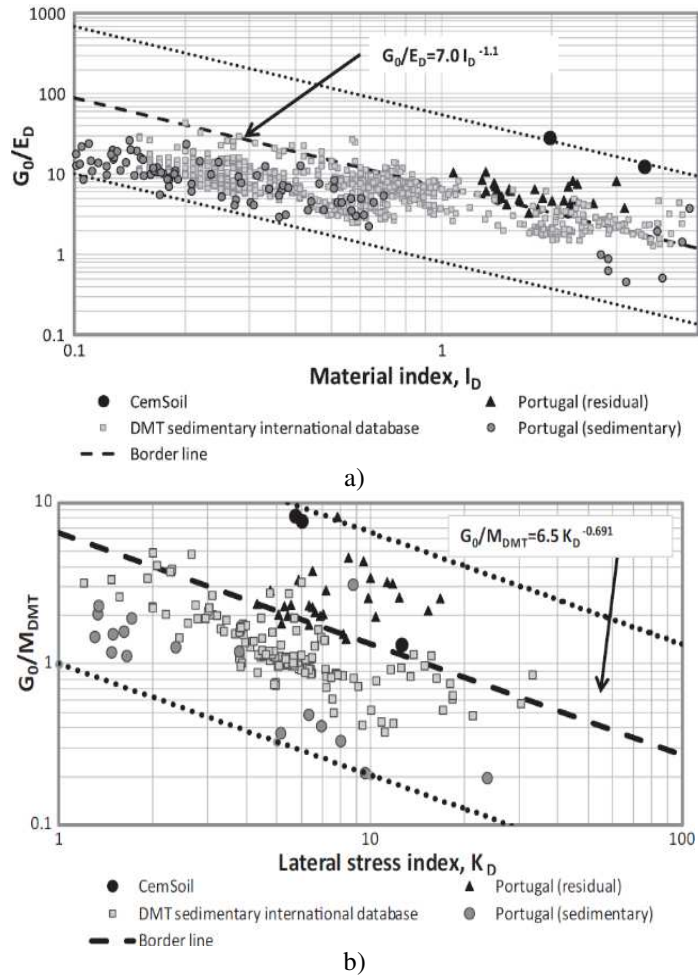 1000
G0/ED=7.0 ID-1.1
100
10
1
0.1
G0/ED
0.1
1
Material index, ID
CemSoil
Portugal (residual)
DMT sedimentary international database
Portugal (sedimentary)
Border line
a)
10
G0/MDMT=6.5 KD-0.691
1
0.1
G0/MDMT
1
10
100
Lateral stress index, KD
CemSoil
Portugal (residual)
DMT sedimentary international database
Portugal (sedimentary)
Border line
b)